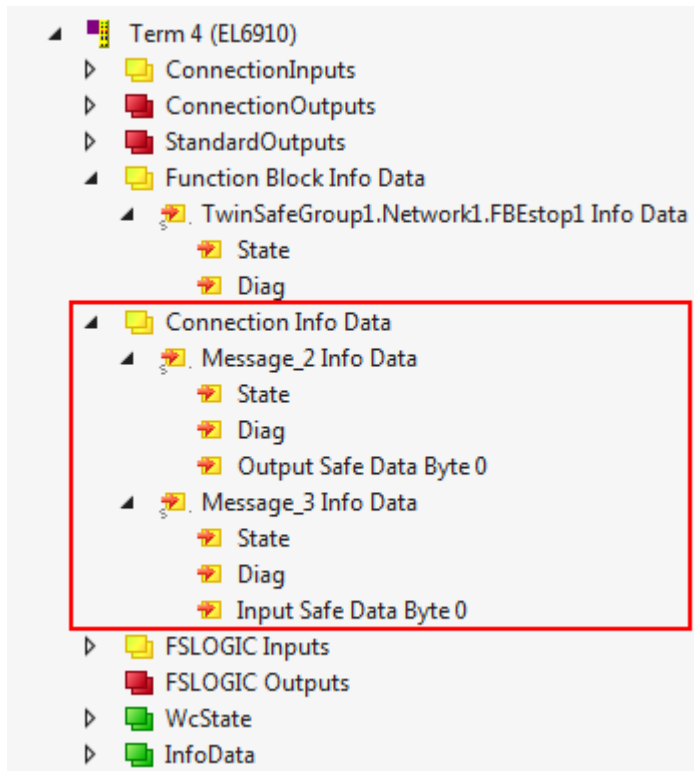 Term 4 (EL6910)
ConnectionInputs
ConnectionOutputs
StandardOutputs
Function Block Info Data
TwinSafeGroup1.Network1.FBEstop1 Info Data
State
Diag
Connection Info Data
Message_2 Info Data
State
Diag
Output Safe Data Byte 0
Message_3 Info Data
State
Diag
Input Safe Data Byte 0
FSLOGIC Inputs
FSLOGIC Outputs
WcState
InfoData